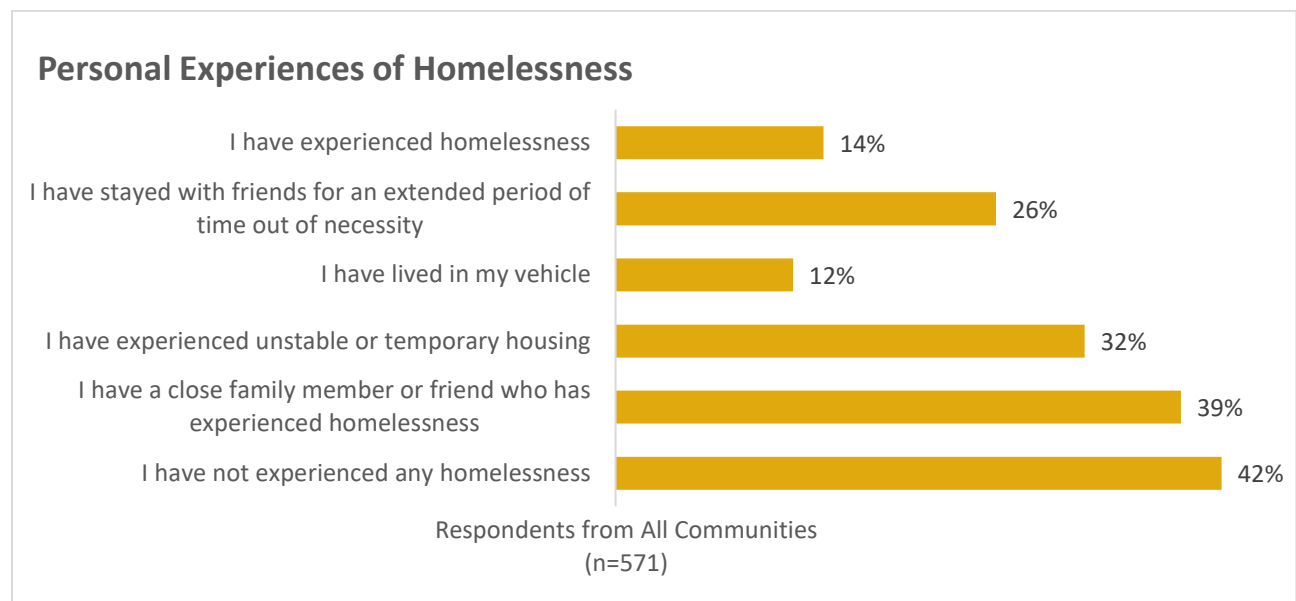 Personal Experiences of Homelessness
I have experienced homelessness
14%
I have stayed with friends for an extended period of
time out of necessity
26%
I have lived in my vehicle
12%
I have experienced unstable or temporary housing
32%
I have a close family member or friend who has
experienced homelessness
39%
I have not experienced any homelessness
42%
Respondents from All Communities
(n=571)